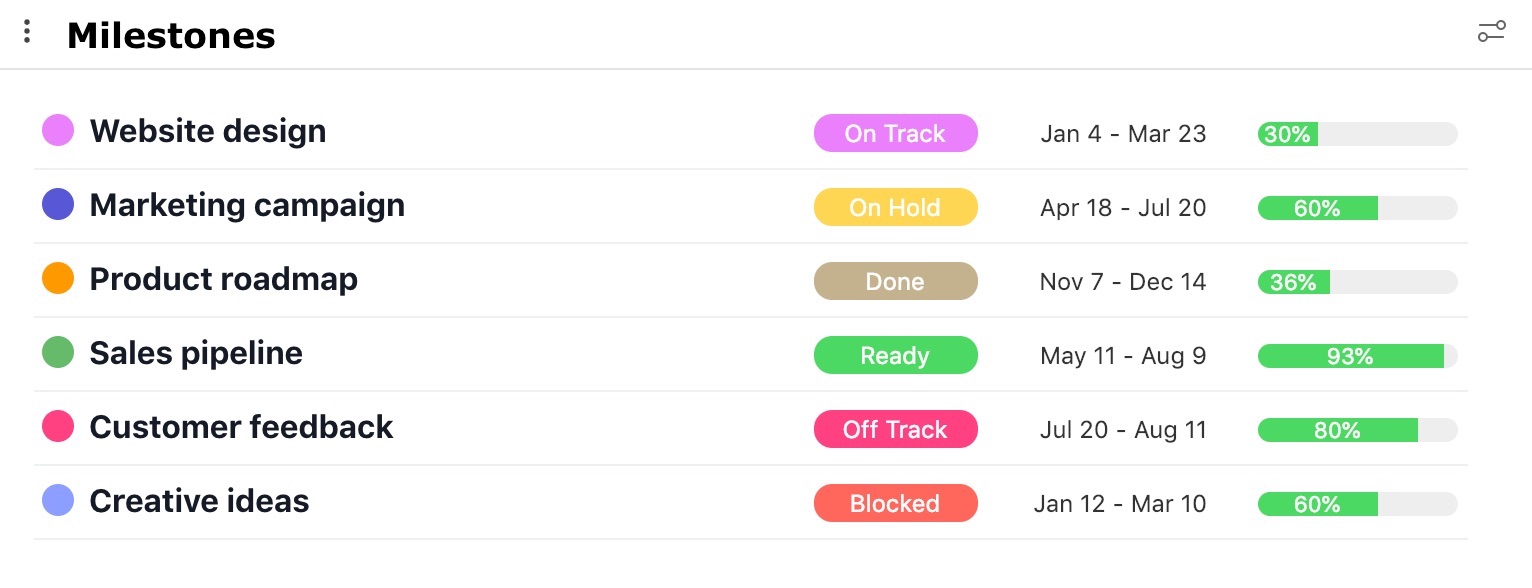 Milestones
Website design On Track Jan 4 - Mar 23 30%
Marketing campaign On Hold Apr 18 - Jul 20 60%
Product roadmap Done Nov 7 - Dec 14 36%
Sales pipeline Ready May 11 - Aug 9 93%
Customer feedback Off Track Jul 20 - Aug 11 80%
Creative ideas Blocked Jan 12 - Mar 10 60%